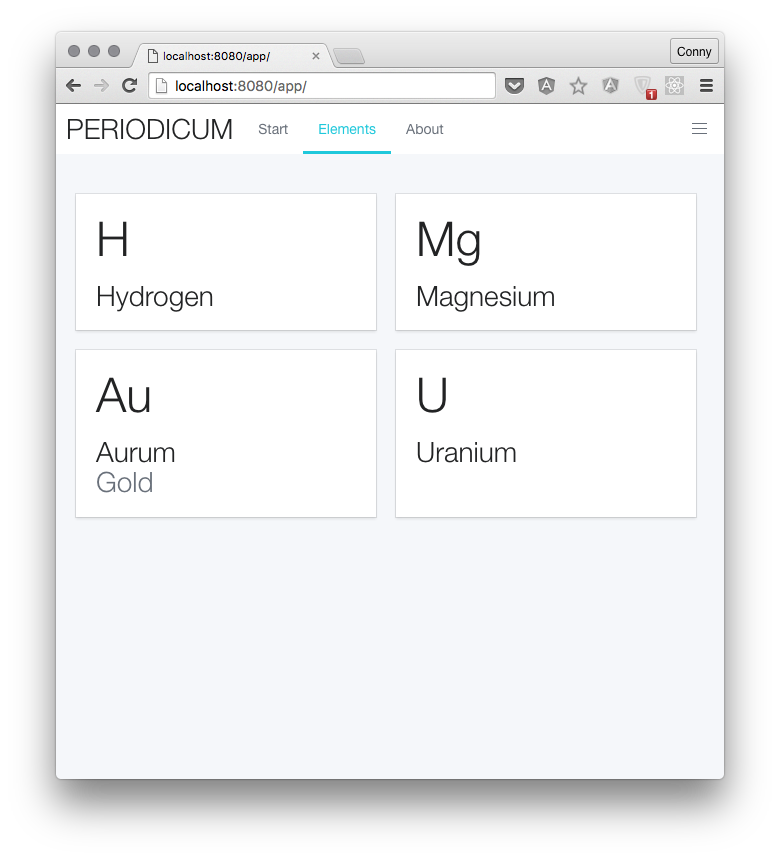 localhost:8080/app/
Conny
localhost:8080/app/
1
PERIODICUM Start Elements About
H
Hydrogen
Mg
Magnesium
Au
Aurum
Gold
U
Uranium